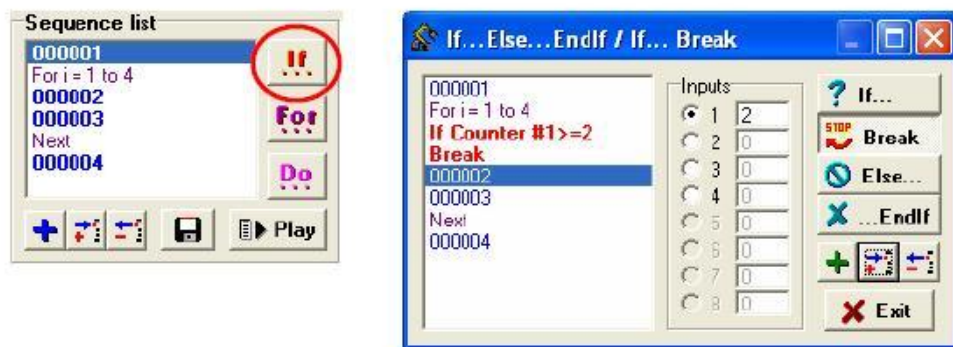 Sequence list
000001
For i = 1 to 4
000002
000003
Next
000004
If
...
For
...
Do
...
Play
If...Else...EndIf / If... Break
000001
For i = 1 to 4
If Counter #1>=2
Break
000002
000003
Next
000004
Inputs
1 2
2 0
3 0
4 0
5 0
6 0
7 0
8 0
? If...
STOP Break
Else...
...EndIf
Exit